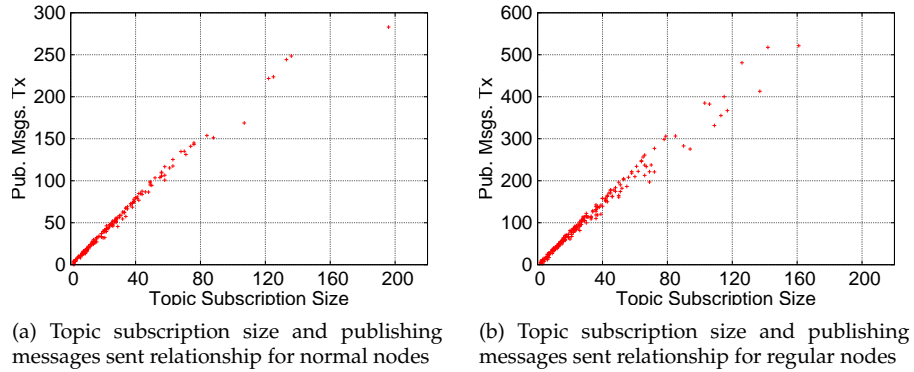 300
250
200
150
100
50
0
Pub. Msgs. Tx
0 40 80 120 160 200
Topic Subscription Size
(a) Topic subscription size and publishing
messages sent relationship for normal nodes
600
500
400
300
200
100
0
Pub. Msgs. Tx
0 40 80 120 160 200
Topic Subscription Size
(b) Topic subscription size and publishing
messages sent relationship for regular nodes